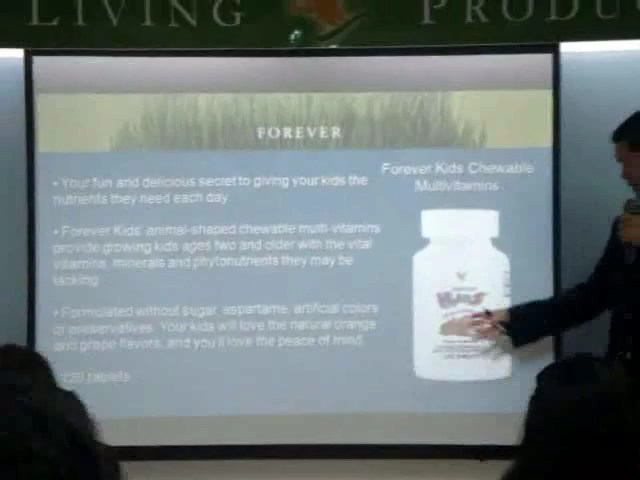 LIVING PRODU
FOREVER
Forever Kids Chewable
Multivitamins
• Your fun and delicious secret to giving your kids the
nutrients they need each day
• Forever Kids' animal-shaped chewable multi-vitamins
provide growing kids ages two and older with the vital
vitamins, minerals and phytonutrients they may be
lacking
• Formulated without sugar, aspartame, artificial colors
or preservatives. Your kids will love the natural orange
and grape flavors, and you'll love the peace of mind.
tablets